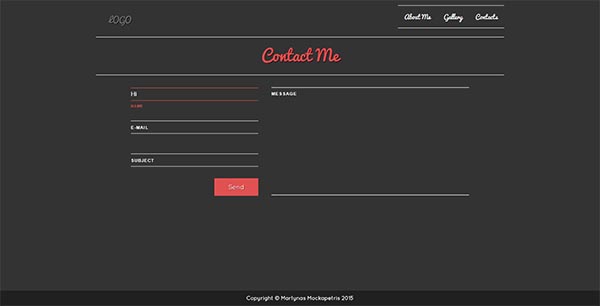 LOGO
About Me Gallery Contacts
Contact Me
Hi
NAME
MESSAGE
E-MAIL
SUBJECT
Send
Copyright © Martynas Mockapetris 2015